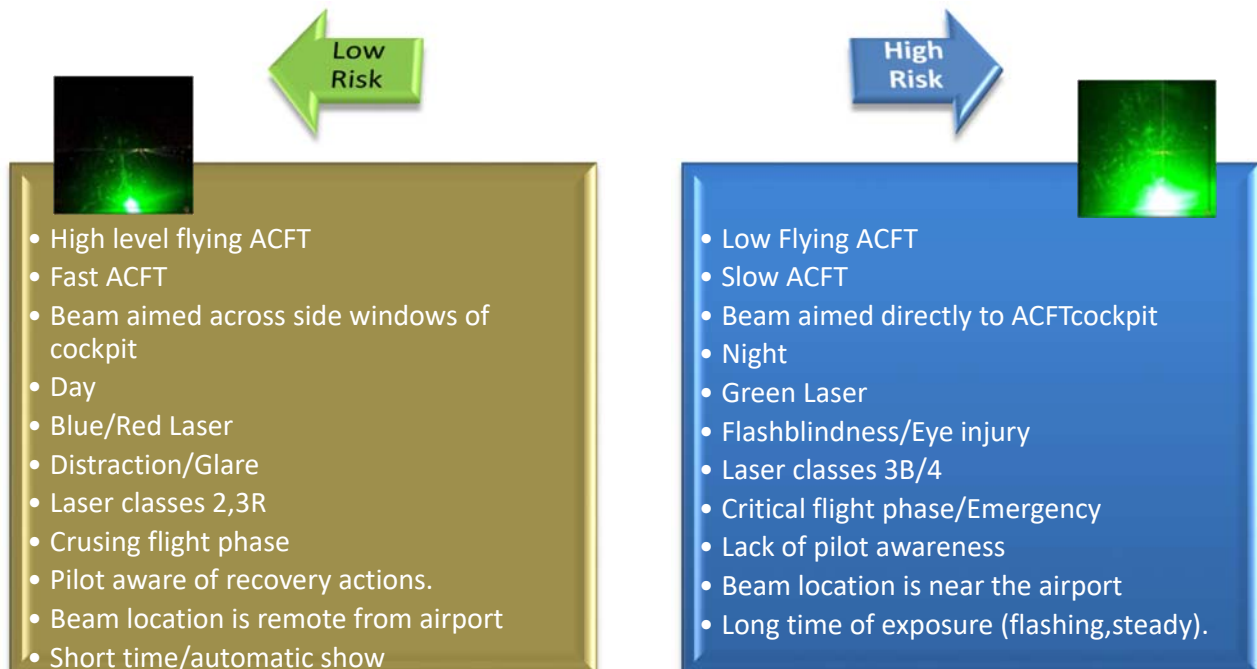 Low
Risk
High
Risk
• High level flying ACFT
• Fast ACFT
• Beam aimed across side windows of
cockpit
• Day
• Blue/Red Laser
• Distraction/Glare
• Laser classes 2,3R
• Crusing flight phase
• Pilot aware of recovery actions.
• Beam location is remote from airport
• Short time/automatic show
• Low Flying ACFT
• Slow ACFT
• Beam aimed directly to ACFTcockpit
• Night
• Green Laser
• Flashblindness/Eye injury
• Laser classes 3B/4
• Critical flight phase/Emergency
• Lack of pilot awareness
• Beam location is near the airport
• Long time of exposure (flashing,steady).